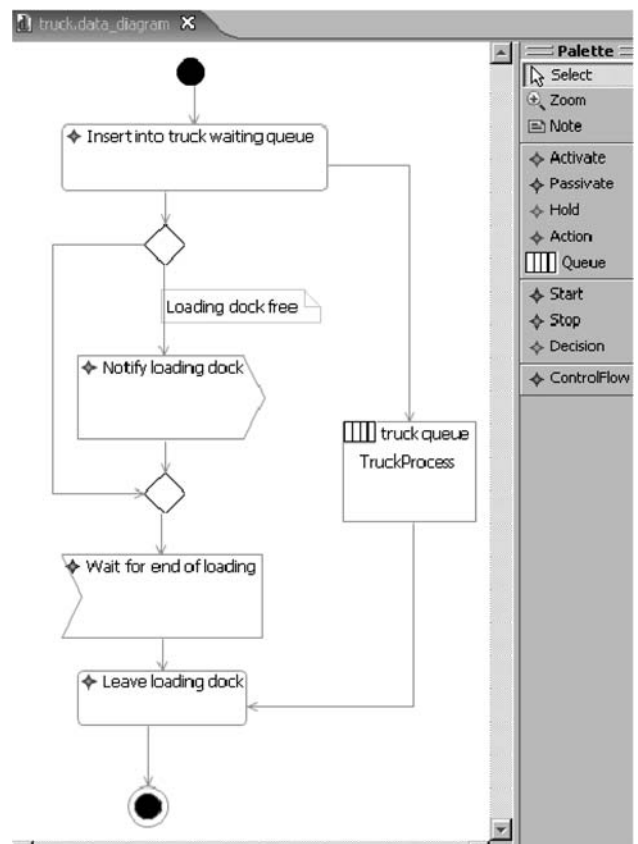 truck.data_diagram
Palette
Select
Zoom
Note
Activate
Passivate
Hold
Action
Queue
Start
Stop
Decision
ControlFlow
Insert into truck waiting queue
Loading dock free
Notify loading dock
truck queue
TruckProcess
Wait for end of loading
Leave loading dock